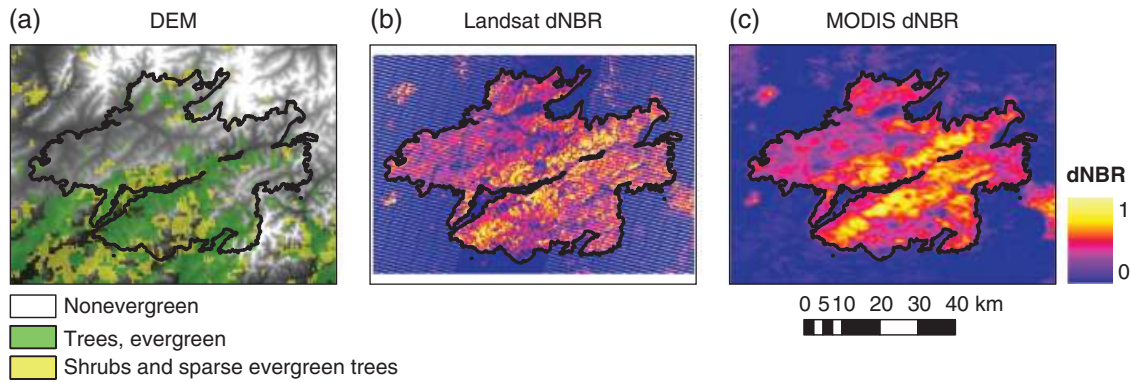 (a) DEM
(b) Landsat dNBR
(c) MODIS dNBR
dNBR
1
0
0 5 10 20 30 40 km
Nonevergreen
Trees, evergreen
Shrubs and sparse evergreen trees